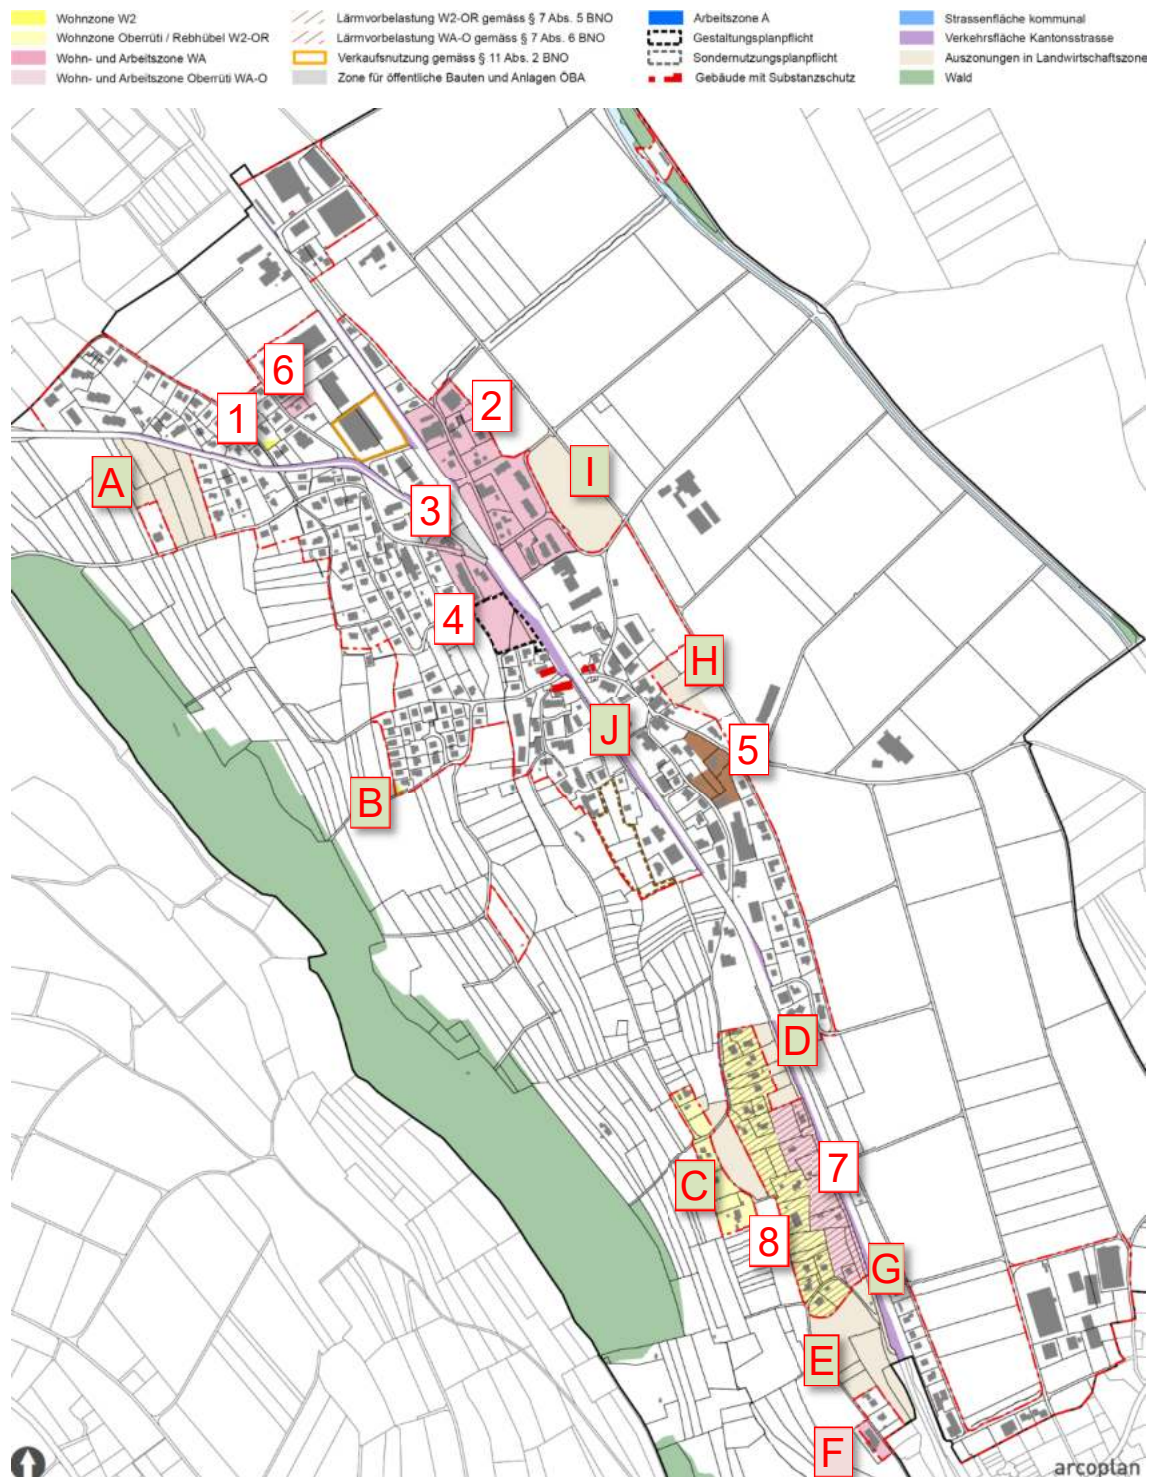 Wohnzone W2
Wohnzone Oberrüti / Rebhübel W2-OR
Wohn- und Arbeitszone WA
Wohn- und Arbeitszone Oberrüti WA-O
Lärmvorbelastung W2-OR gemäss § 7 Abs. 5 BNO
Lärmvorbelastung WA-O gemäss § 7 Abs. 6 BNO
Verkaufsnutzung gemäss § 11 Abs. 2 BNO
Zone für öffentliche Bauten und Anlagen ÖBA
Arbeitszone A
Gestaltungsplanpflicht
Sondernutzungsplanpflicht
Gebäude mit Substanzschutz
Strassenfläche kommunal
Verkehrsfläche Kantonsstrasse
Auszonungen in Landwirtschaftszone
Wald
6
1
2
A
I
3
4
H
J
5
B
D
7
C
8
G
E
F
arcoplan